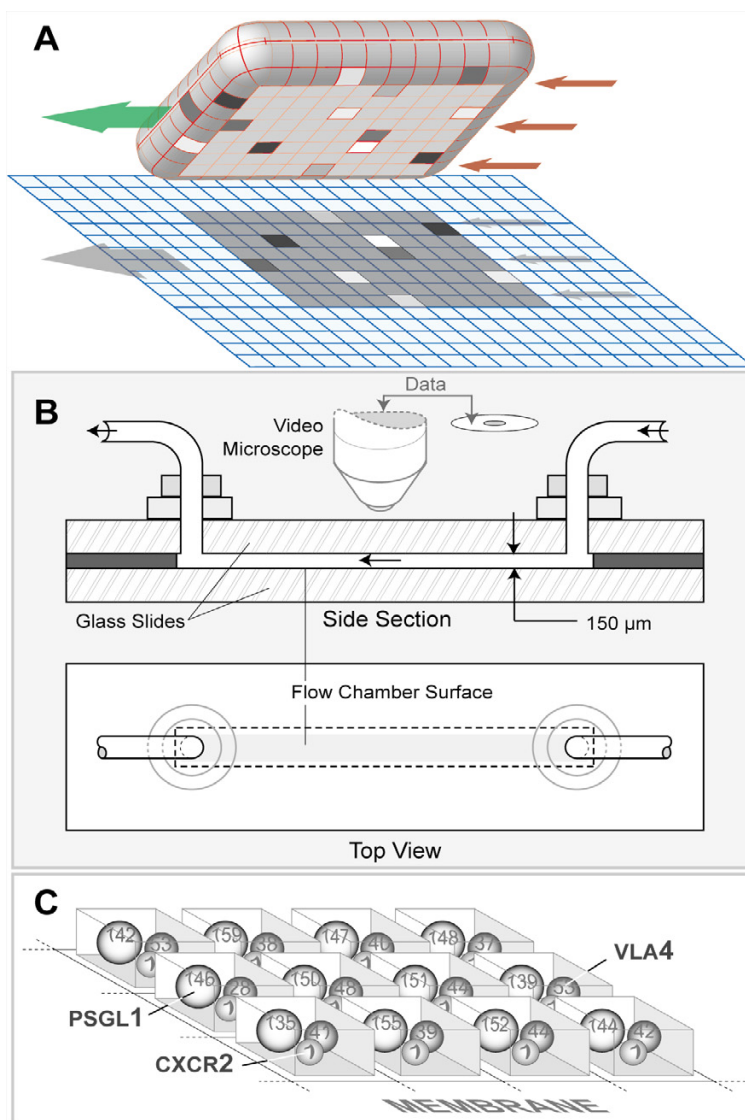 A
B
Data
Video
Microscope
Glass Slides
Side Section
150 µm
Flow Chamber Surface
Top View
C
142 159 38 147 40 148 37
VLA4
146 28 150 48 151 44 139 53
PSGL1
135 41 155 39 152 44 144 42
CXCR2
MEMBRANE